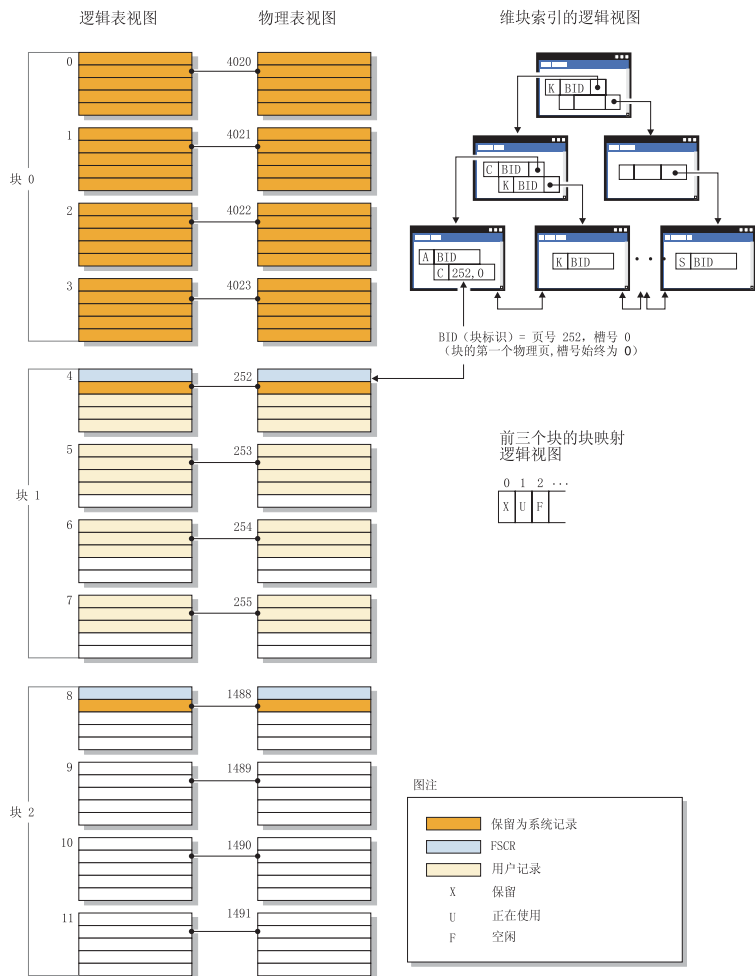 逻辑表视图
物理表视图
维块索引的逻辑视图
块 0
0
4020
1
4021
2
4022
3
4023
块 1
4
252
5
253
6
254
7
255
块 2
8
1488
9
1489
10
1490
11
1491
K BID
C BID
K BID
A BID
C 252,0
K BID
S BID
BID（块标识）= 页号 252，槽号 0
（块的第一个物理页,槽号始终为 0）
前三个块的块映射
逻辑视图
0 1 2 ···
X U F
图注
保留为系统记录
FSCR
用户记录
X 保留
U 正在使用
F 空闲